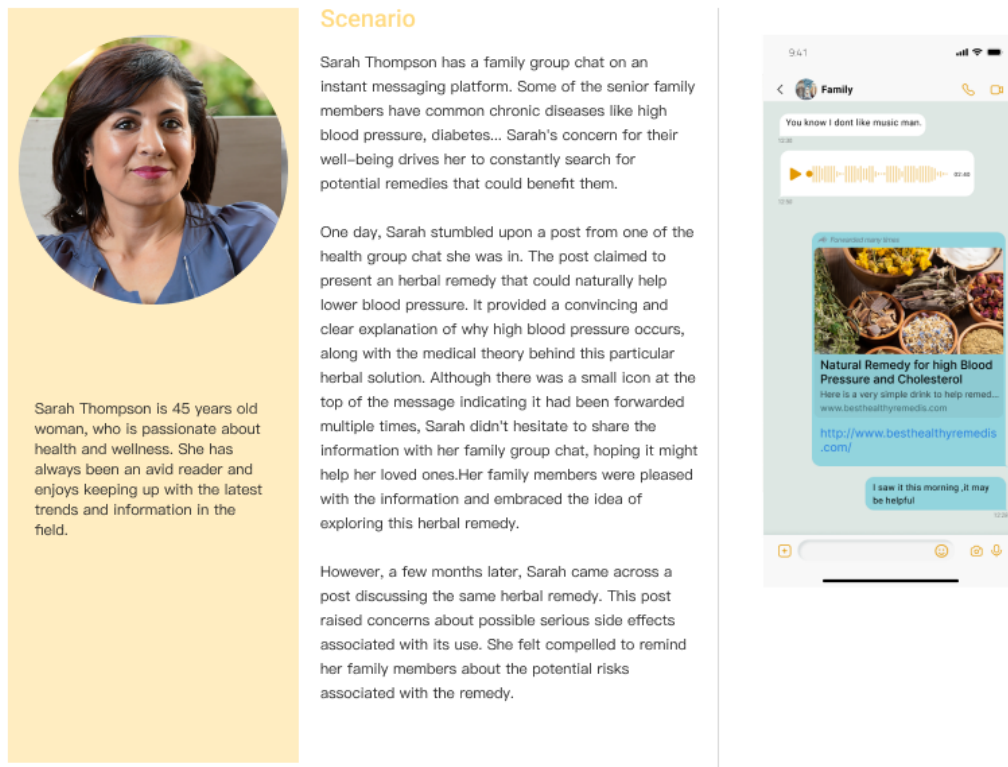 Sarah Thompson is 45 years old
woman, who is passionate about
health and wellness. She has
always been an avid reader and
enjoys keeping up with the latest
trends and information in the
field.
Scenario
Sarah Thompson has a family group chat on an
instant messaging platform. Some of the senior family
members have common chronic diseases like high
blood pressure, diabetes... Sarah's concern for their
well-being drives her to constantly search for
potential remedies that could benefit them.
One day, Sarah stumbled upon a post from one of the
health group chat she was in. The post claimed to
present an herbal remedy that could naturally help
lower blood pressure. It provided a convincing and
clear explanation of why high blood pressure occurs,
along with the medical theory behind this particular
herbal solution. Although there was a small icon at the
top of the message indicating it had been forwarded
multiple times, Sarah didn't hesitate to share the
information with her family group chat, hoping it might
help her loved ones.Her family members were pleased
with the information and embraced the idea of
exploring this herbal remedy.
However, a few months later, Sarah came across a
post discussing the same herbal remedy. This post
raised concerns about possible serious side effects
associated with its use. She felt compelled to remind
her family members about the potential risks
associated with the remedy.
9:41
Family
You know I dont like music man.
Forwarded many times
Natural Remedy for high Blood
Pressure and Cholesterol
Here is a very simple drink to help remed...
www.besthealthyremedis.com
http://www.besthealthyremedis
.com/
I saw it this morning ,it may
be helpful